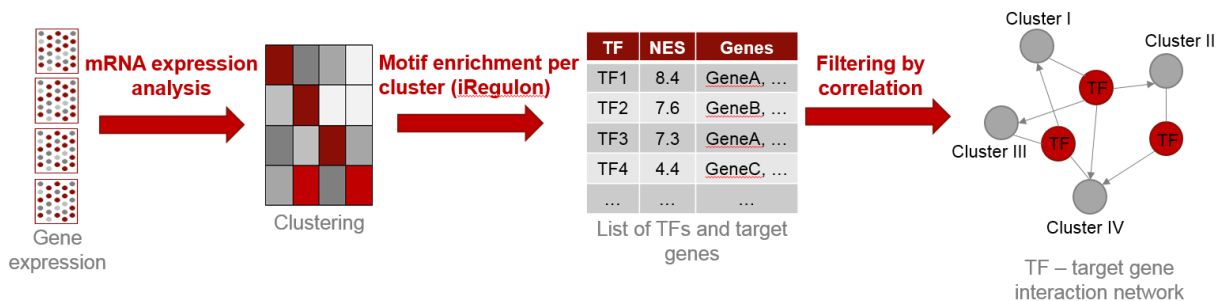 Gene
expression
mRNA expression
analysis
Clustering
Motif enrichment per
cluster (iRegulon)
TF NES Genes
TF1 8.4 GeneA, ...
TF2 7.6 GeneB, ...
TF3 7.3 GeneA, ...
TF4 4.4 GeneC, ...
... ... ...
List of TFs and target
genes
Filtering by
correlation
Cluster I
Cluster II
TF
TF
TF
Cluster III
Cluster IV
TF – target gene
interaction network